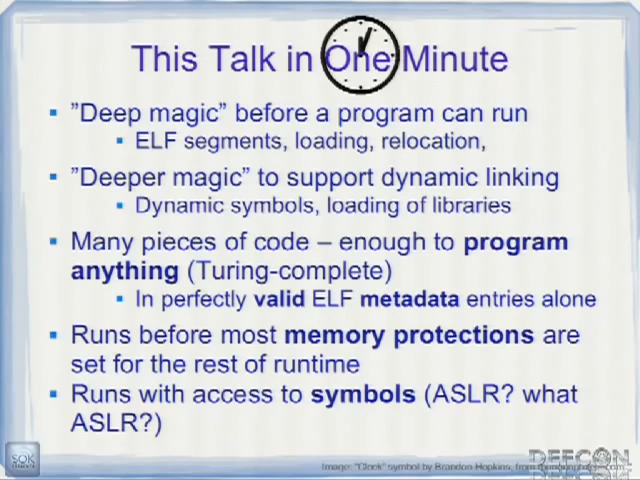 This Talk in One Minute
"Deep magic" before a program can run
ELF segments, loading, relocation,
"Deeper magic" to support dynamic linking
Dynamic symbols, loading of libraries
Many pieces of code – enough to program
anything (Turing-complete)
In perfectly valid ELF metadata entries alone
Runs before most memory protections are
set for the rest of runtime
Runs with access to symbols (ASLR? what
ASLR?)
SOK
DEFCON
Image: "Clock" symbol by Brandon Hopkins, from